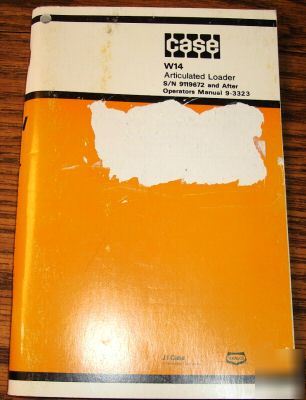 case
W14
Articulated Loader
S/N 9119672 and After
Operators Manual 9-3323
J I Case